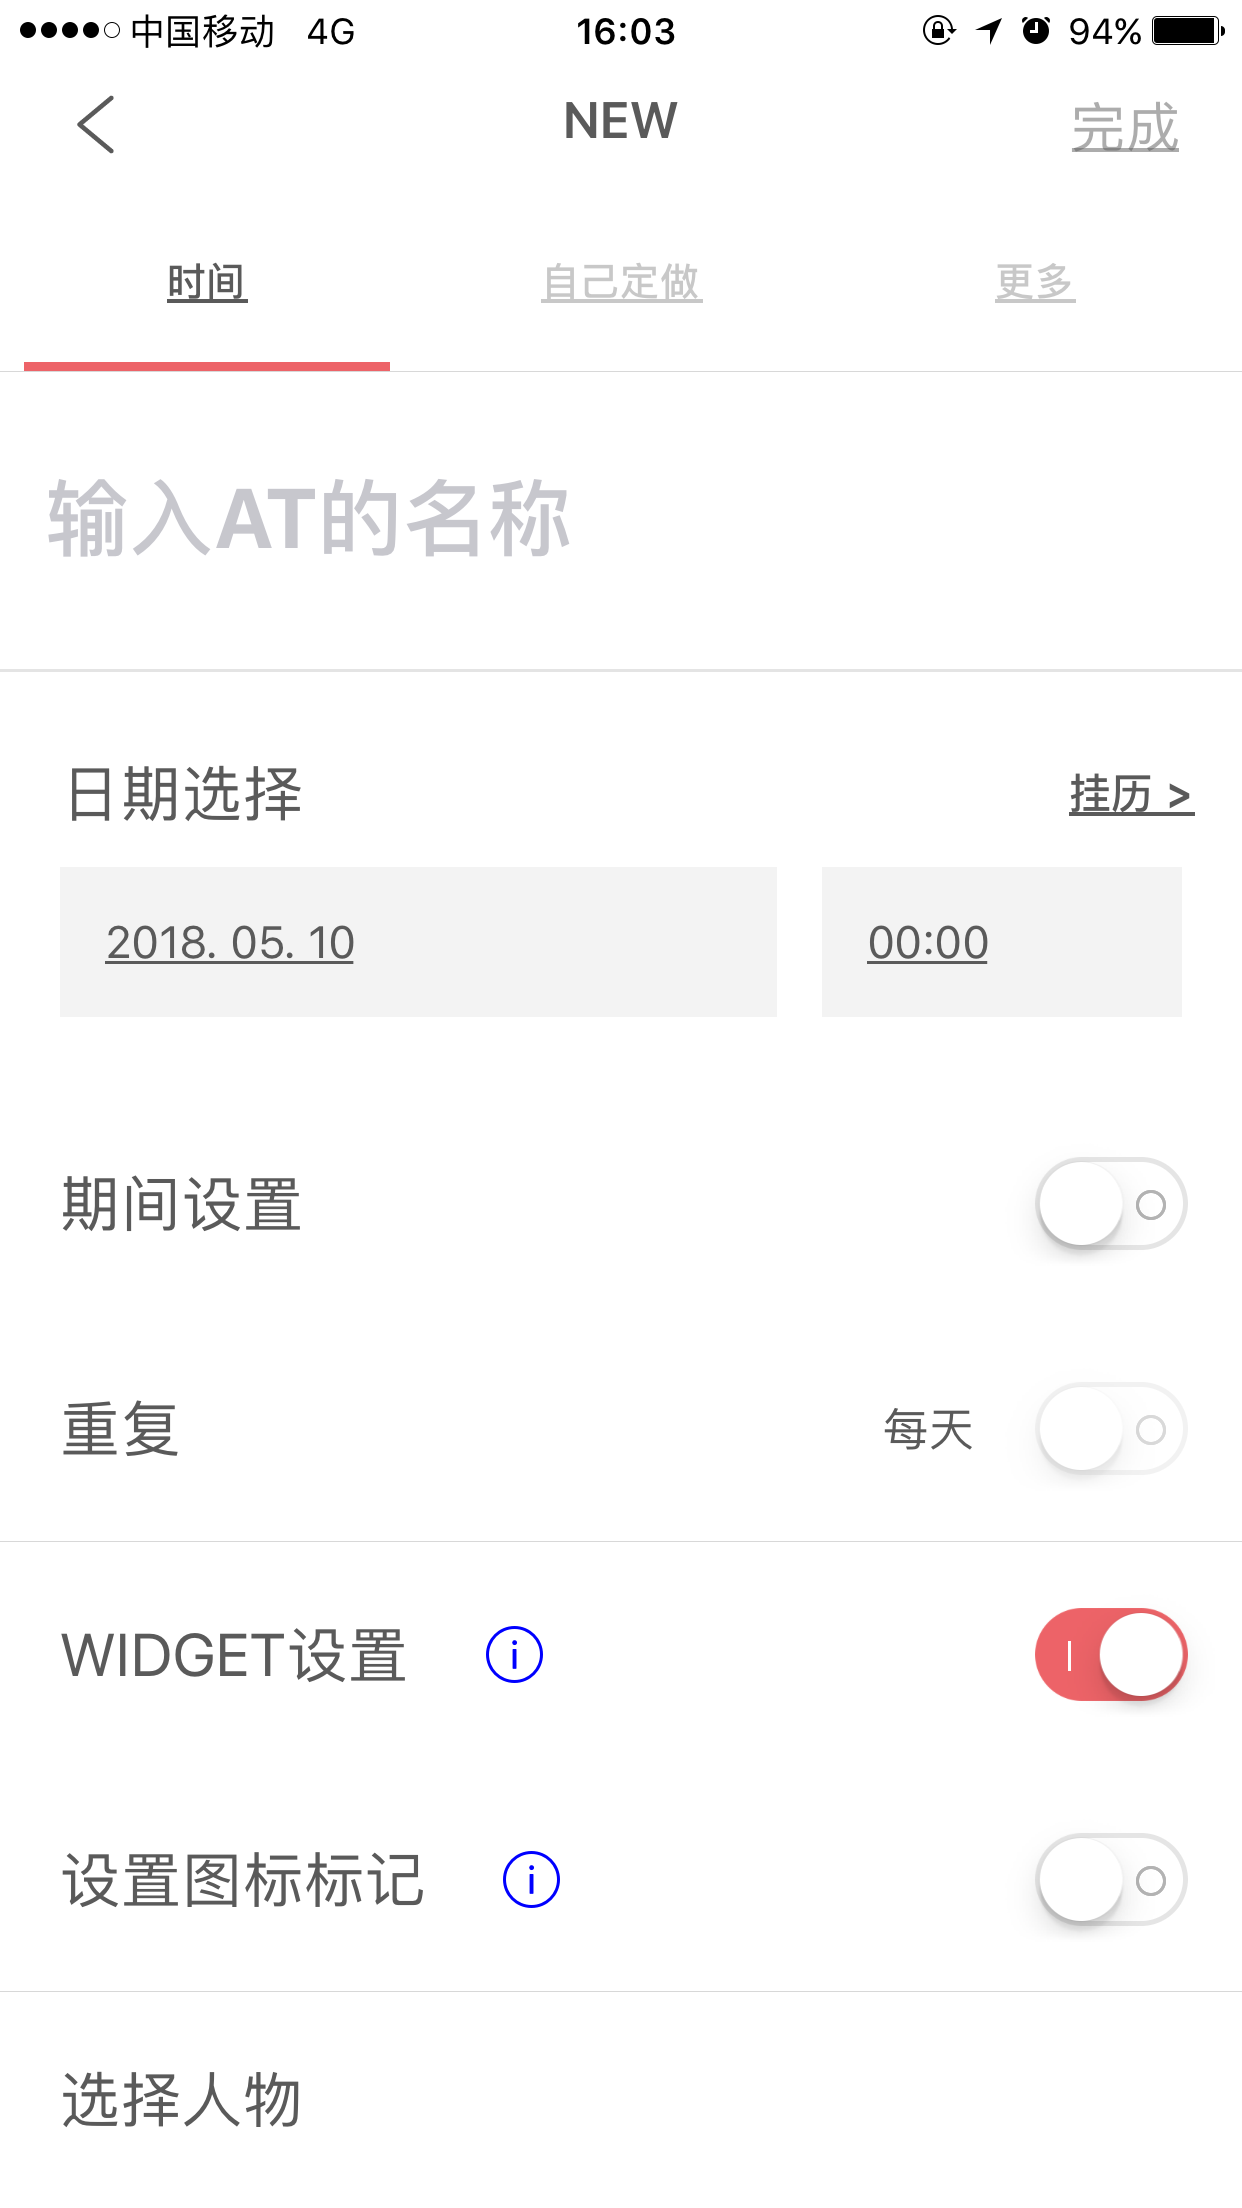 中国移动 4G 16:03 94%
NEW 完成
时间 自己定做 更多
输入AT的名称
日期选择 挂历 >
2018. 05. 10 00:00
期间设置
重复 每天
WIDGET设置
设置图标标记
选择人物